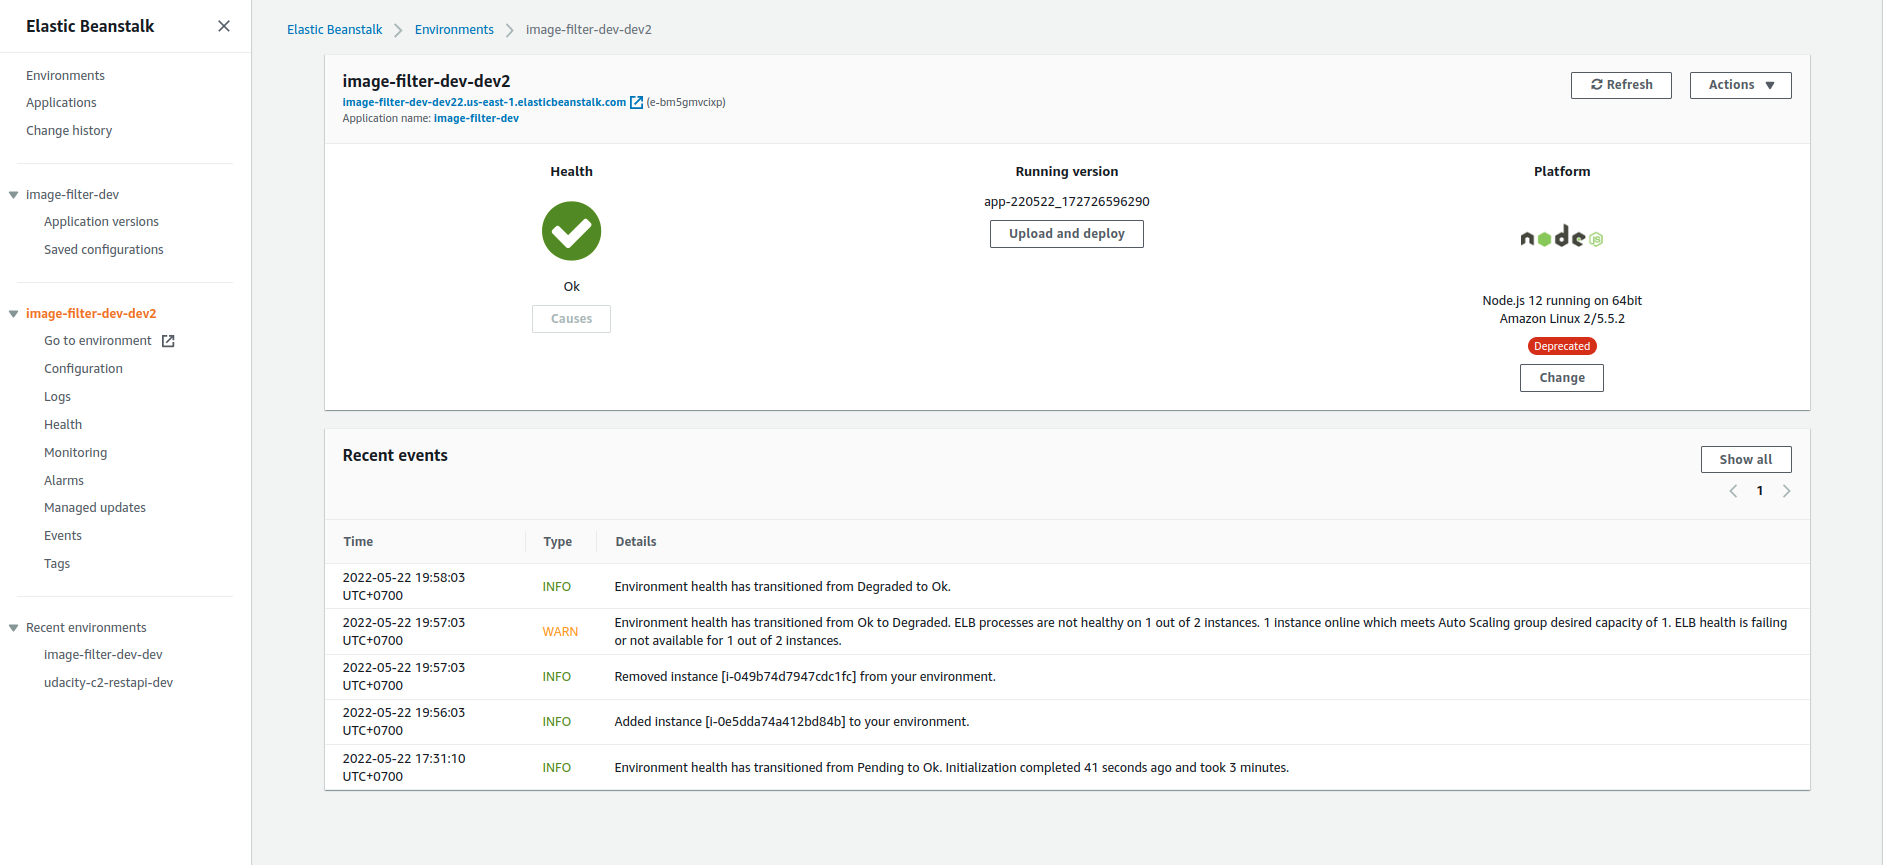 Elastic Beanstalk
Environments
Applications
Change history
image-filter-dev
Application versions
Saved configurations
image-filter-dev-dev2
Go to environment
Configuration
Logs
Health
Monitoring
Alarms
Managed updates
Events
Tags
Recent environments
image-filter-dev-dev
udacity-c2-restapi-dev
Elastic Beanstalk
Environments
image-filter-dev-dev2
image-filter-dev-dev2
image-filter-dev-dev22.us-east-1.elasticbeanstalk.com (e-bm5gmvcixp)
Application name: image-filter-dev
Refresh
Actions
Health
Ok
Causes
Running version
app-220522_172726596290
Upload and deploy
Platform
node
JS
Node.js 12 running on 64bit
Amazon Linux 2/5.5.2
Deprecated
Change
Recent events
Show all
1
Time Type Details
2022-05-22 19:58:03
UTC+0700
INFO
Environment health has transitioned from Degraded to Ok.
2022-05-22 19:57:03
UTC+0700
WARN
Environment health has transitioned from Ok to Degraded. ELB processes are not healthy on 1 out of 2 instances. 1 instance online which meets Auto Scaling group desired capacity of 1. ELB health is failing
or not available for 1 out of 2 instances.
2022-05-22 19:57:03
UTC+0700
INFO
Removed instance [i-049b74d7947cdc1fc] from your environment.
2022-05-22 19:56:03
UTC+0700
INFO
Added instance [i-0e5dda74a412bd84b] to your environment.
2022-05-22 17:31:10
UTC+0700
INFO
Environment health has transitioned from Pending to Ok. Initialization completed 41 seconds ago and took 3 minutes.